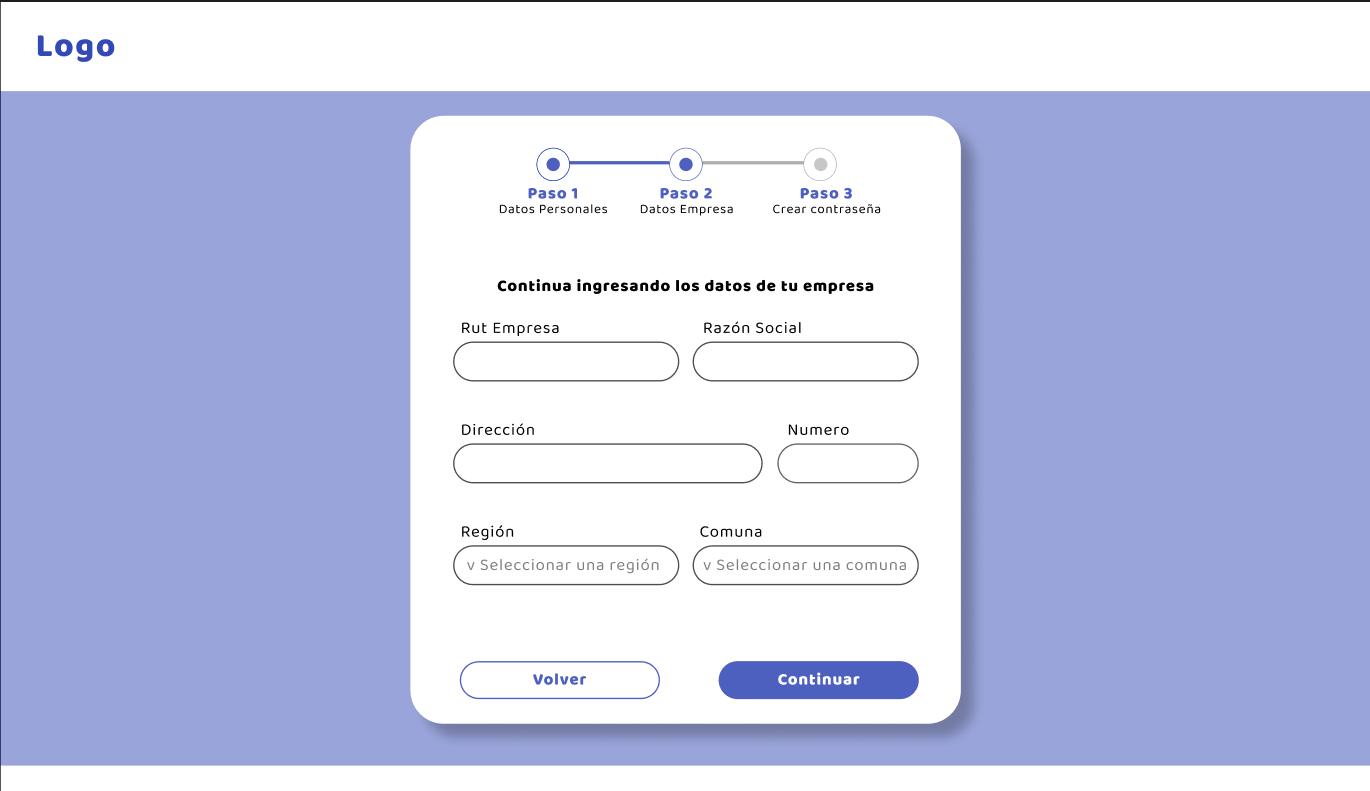 Logo
Paso 1 Paso 2 Paso 3
Datos Personales Datos Empresa Crear contraseña
Continua ingresando los datos de tu empresa
Rut Empresa Razón Social
Dirección Numero
Región Comuna
v Seleccionar una región v Seleccionar una comuna
Volver Continuar